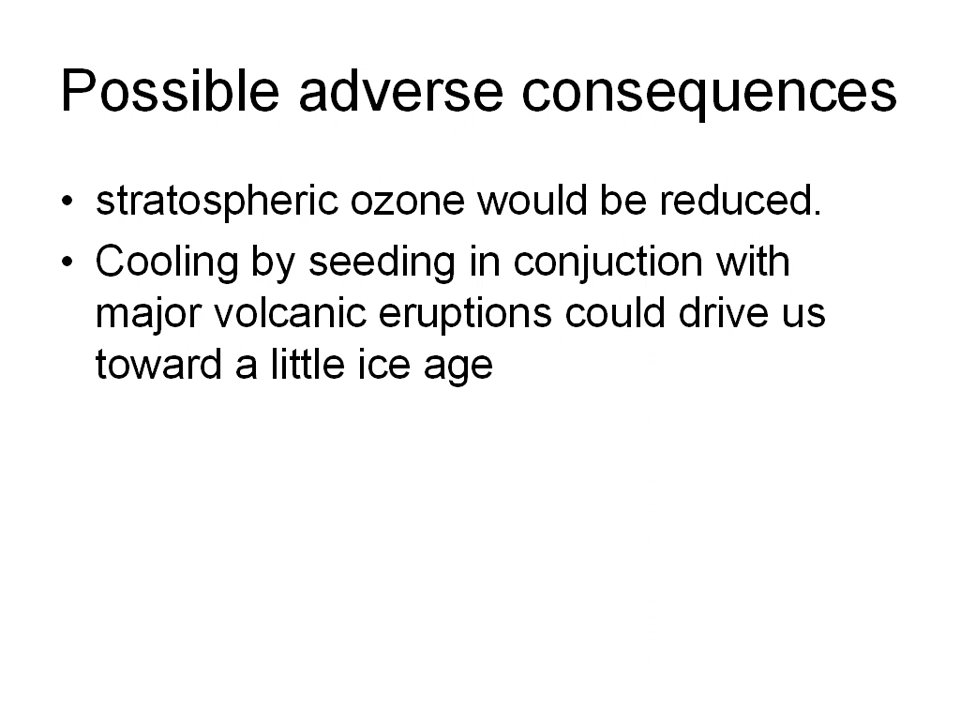 Possible adverse consequences
• stratospheric ozone would be reduced.
• Cooling by seeding in conjuction with
major volcanic eruptions could drive us
toward a little ice age